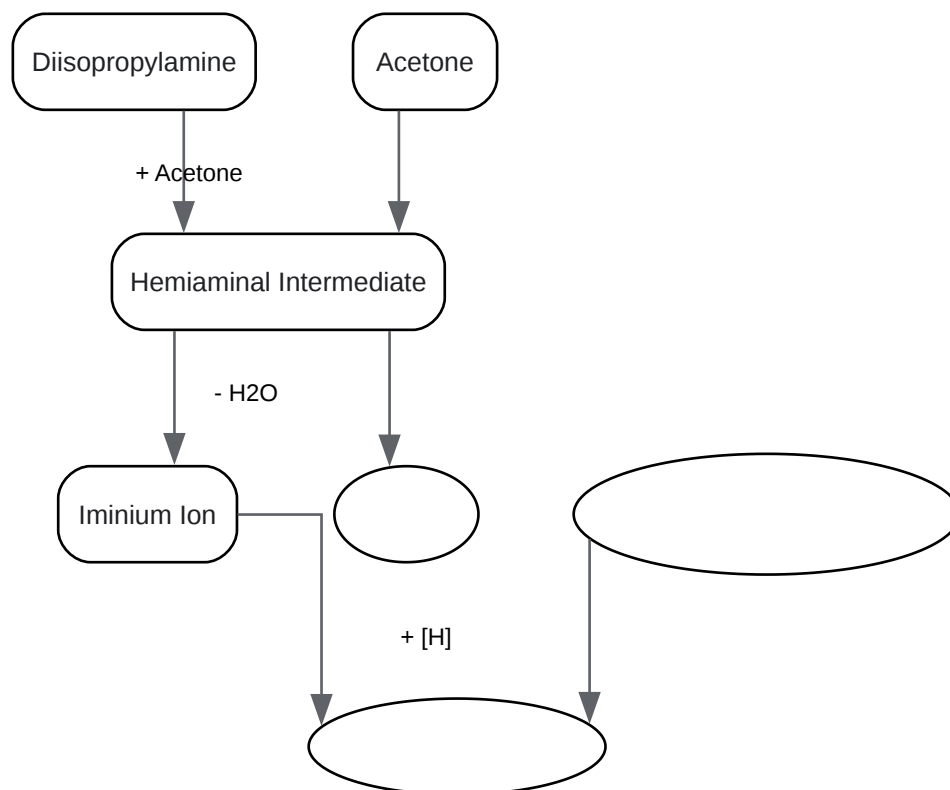 Diisopropylamine
Acetone
+ Acetone
Hemiaminal Intermediate
- H2O
Iminium Ion
+ [H]